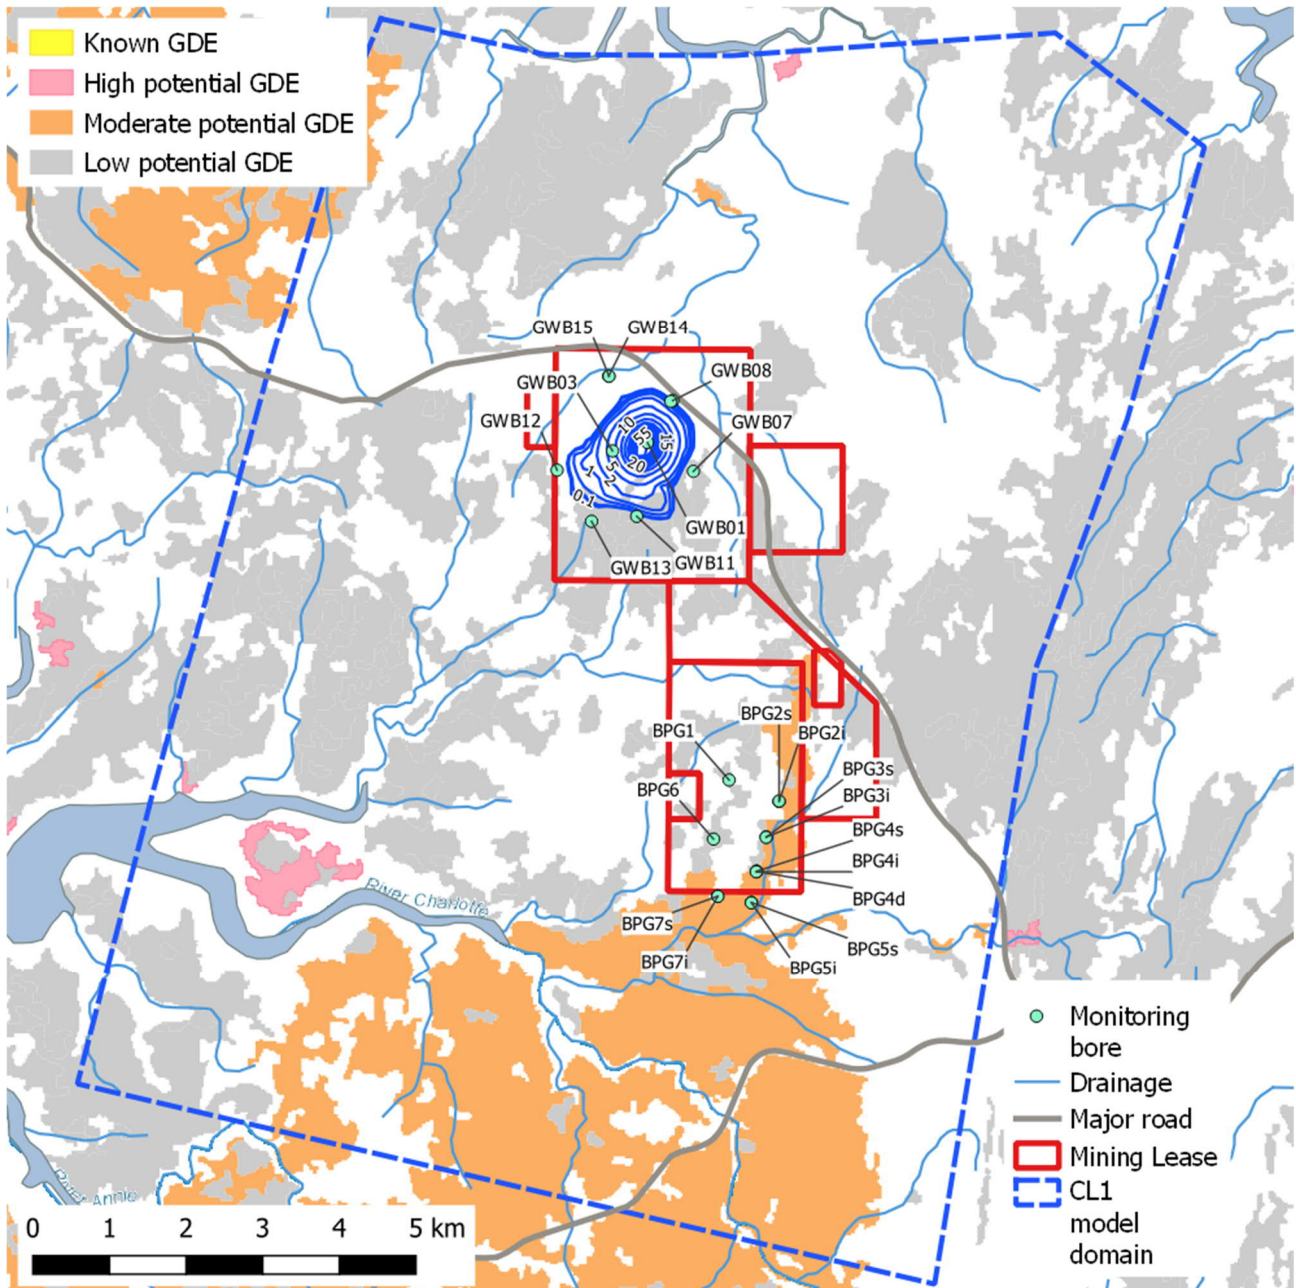 Known GDE
High potential GDE
Moderate potential GDE
Low potential GDE
GWB15
GWB14
GWB03
GWB08
GWB12
GWB07
10
55
15
20
1
5
2
0.1
GWB01
GWB13
GWB11
BPG1
BPG2s
BPG2i
BPG6
BPG3s
BPG3i
BPG4s
BPG4i
BPG4d
River Charlotte
BPG7s
BPG5s
BPG7i
BPG5i
Monitoring
bore
Drainage
Major road
Mining Lease
CL1
model
domain
River Annie
0 1 2 3 4 5 km